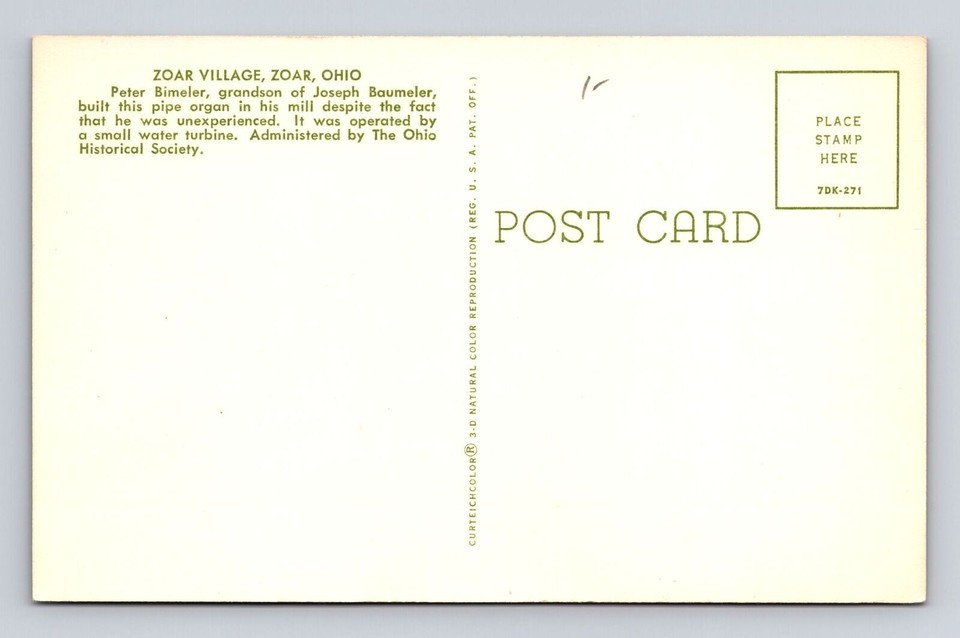 ZOAR VILLAGE, ZOAR, OHIO
Peter Bimeler, grandson of Joseph Baumeler,
built this pipe organ in his mill despite the fact
that he was unexperienced. It was operated by
a small water turbine. Administered by The Ohio
Historical Society.
CURTEICHCOLOR® 3-D NATURAL COLOR REPRODUCTION (REG. U. S. A. PAT. OFF.)
1-
POST CARD
PLACE
STAMP
HERE
7DK-271